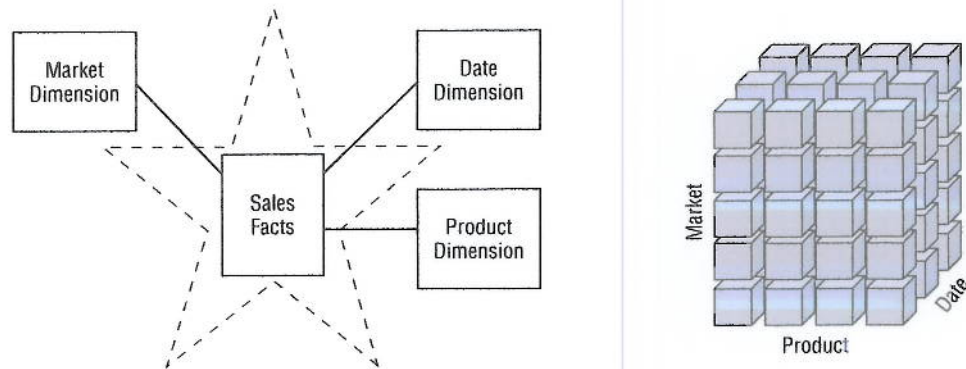 Market
Dimension
Date
Dimension
Sales
Facts
Product
Dimension
Market
Product
Date